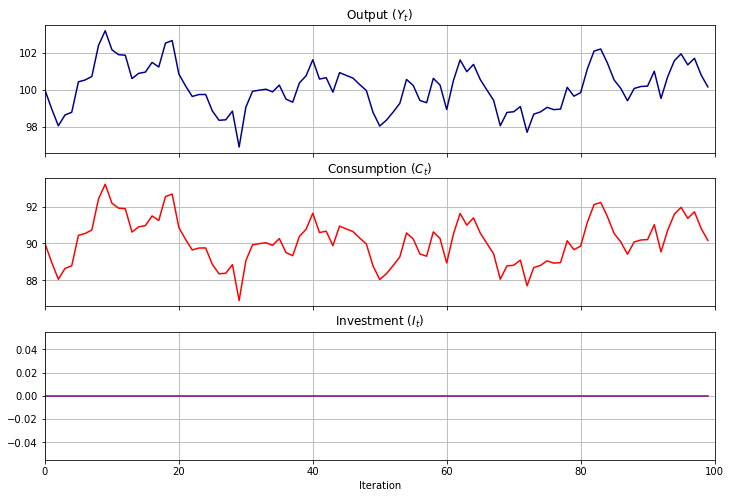 Output (Y_t)
102
100
98
Consumption (C_t)
92
90
88
Investment (I_t)
0.04
0.02
0.00
−0.02
−0.04
0 20 40 60 80 100
Iteration